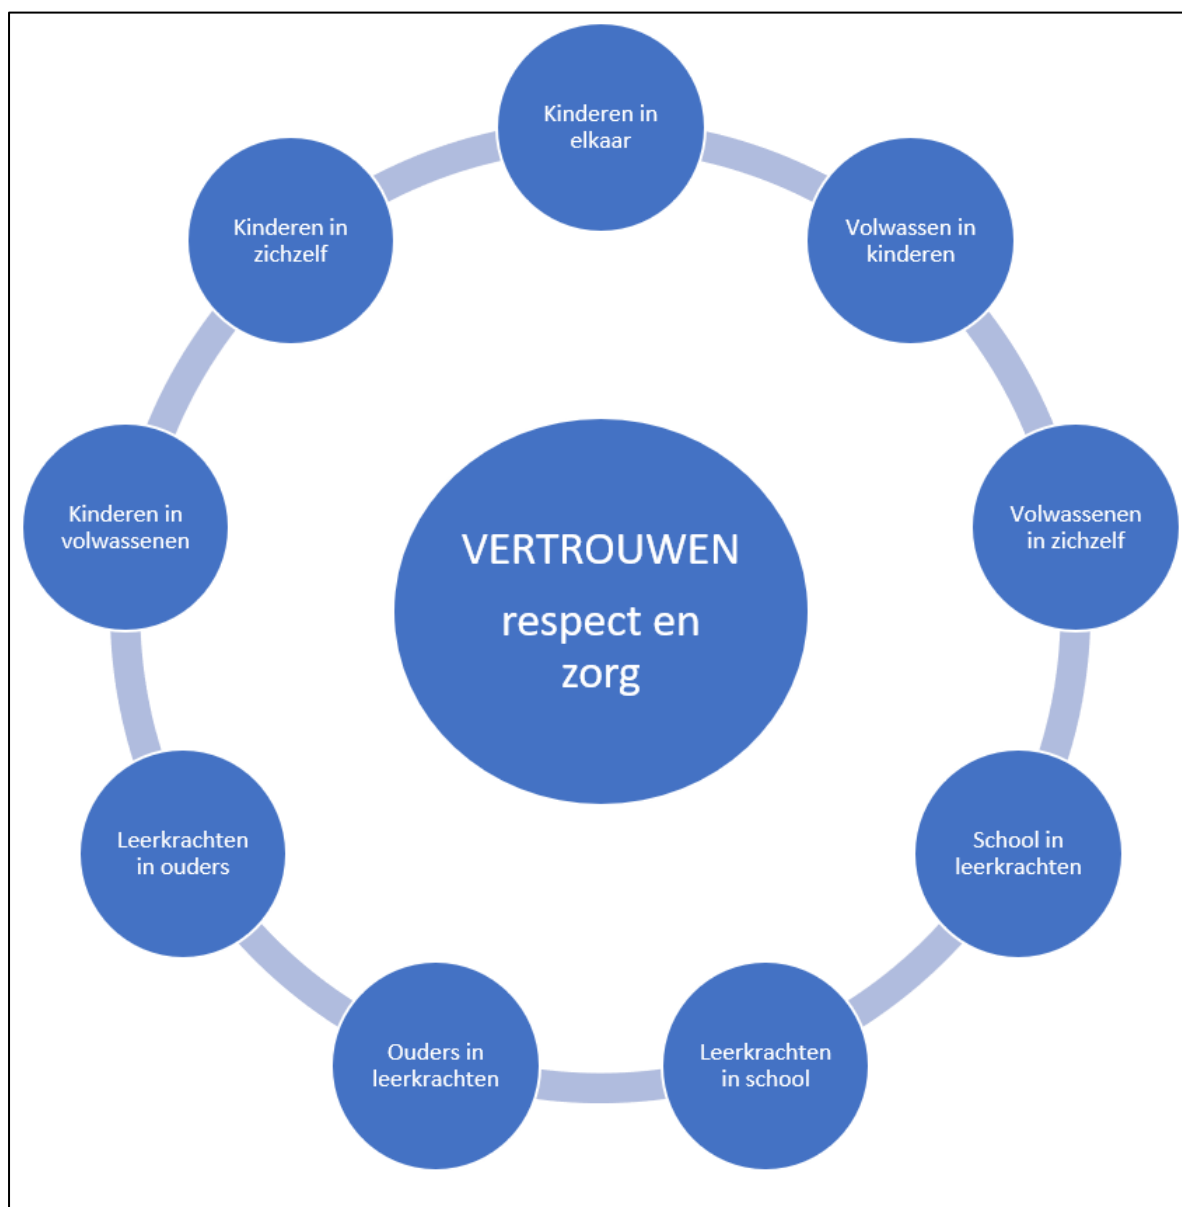 Kinderen in
elkaar
Volwassen in
kinderen
Volwassenen
in zichzelf
School in
leerkrachten
Leerkrachten
in school
Ouders in
leerkrachten
Leerkrachten
in ouders
Kinderen in
volwassenen
Kinderen in
zichzelf
VERTROUWEN
respect en
zorg